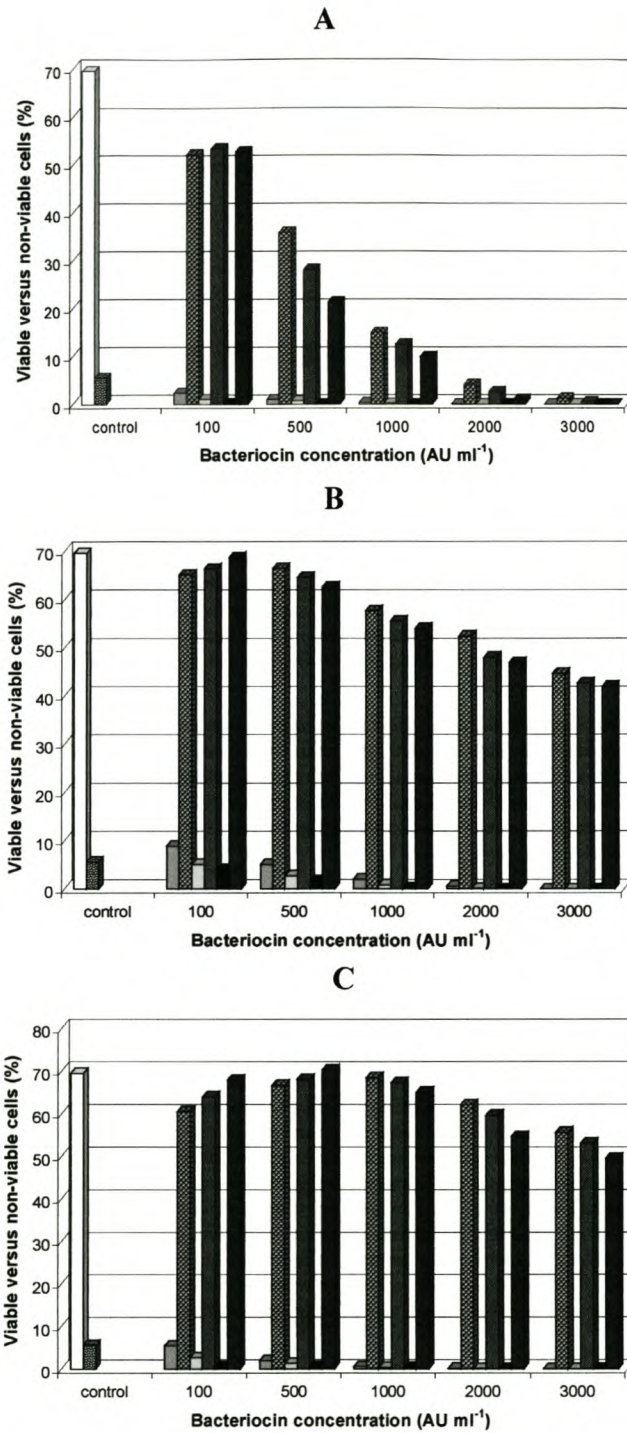 A
Viable versus non-viable cells (%)
70
60
50
40
30
20
10
0
control 100 500 1000 2000 3000
Bacteriocin concentration (AU ml⁻¹)
B
Viable versus non-viable cells (%)
70
60
50
40
30
20
10
0
control 100 500 1000 2000 3000
Bacteriocin concentration (AU ml⁻¹)
C
Viable versus non-viable cells (%)
80
70
60
50
40
30
20
10
0
control 100 500 1000 2000 3000
Bacteriocin concentration (AU ml⁻¹)